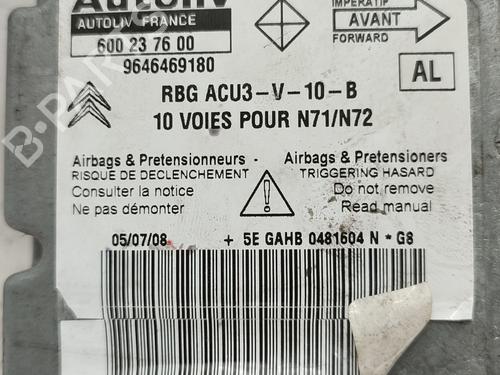 Autoliv
AUTOLIV FRANCE
600 23 76 00
9646469180
IMPERATIF
AVANT
FORWARD
AL
RBG ACU3-V-10-B
10 VOIES POUR N71/N72
Airbags & Pretensionneurs -
RISQUE DE DECLENCHEMENT
Consulter la notice
Ne pas démonter
Airbags & Pretensioners
TRIGGERING HASARD
Do not remove
Read manual
05/07/08 + 5E GAHB 0481604 N * G8